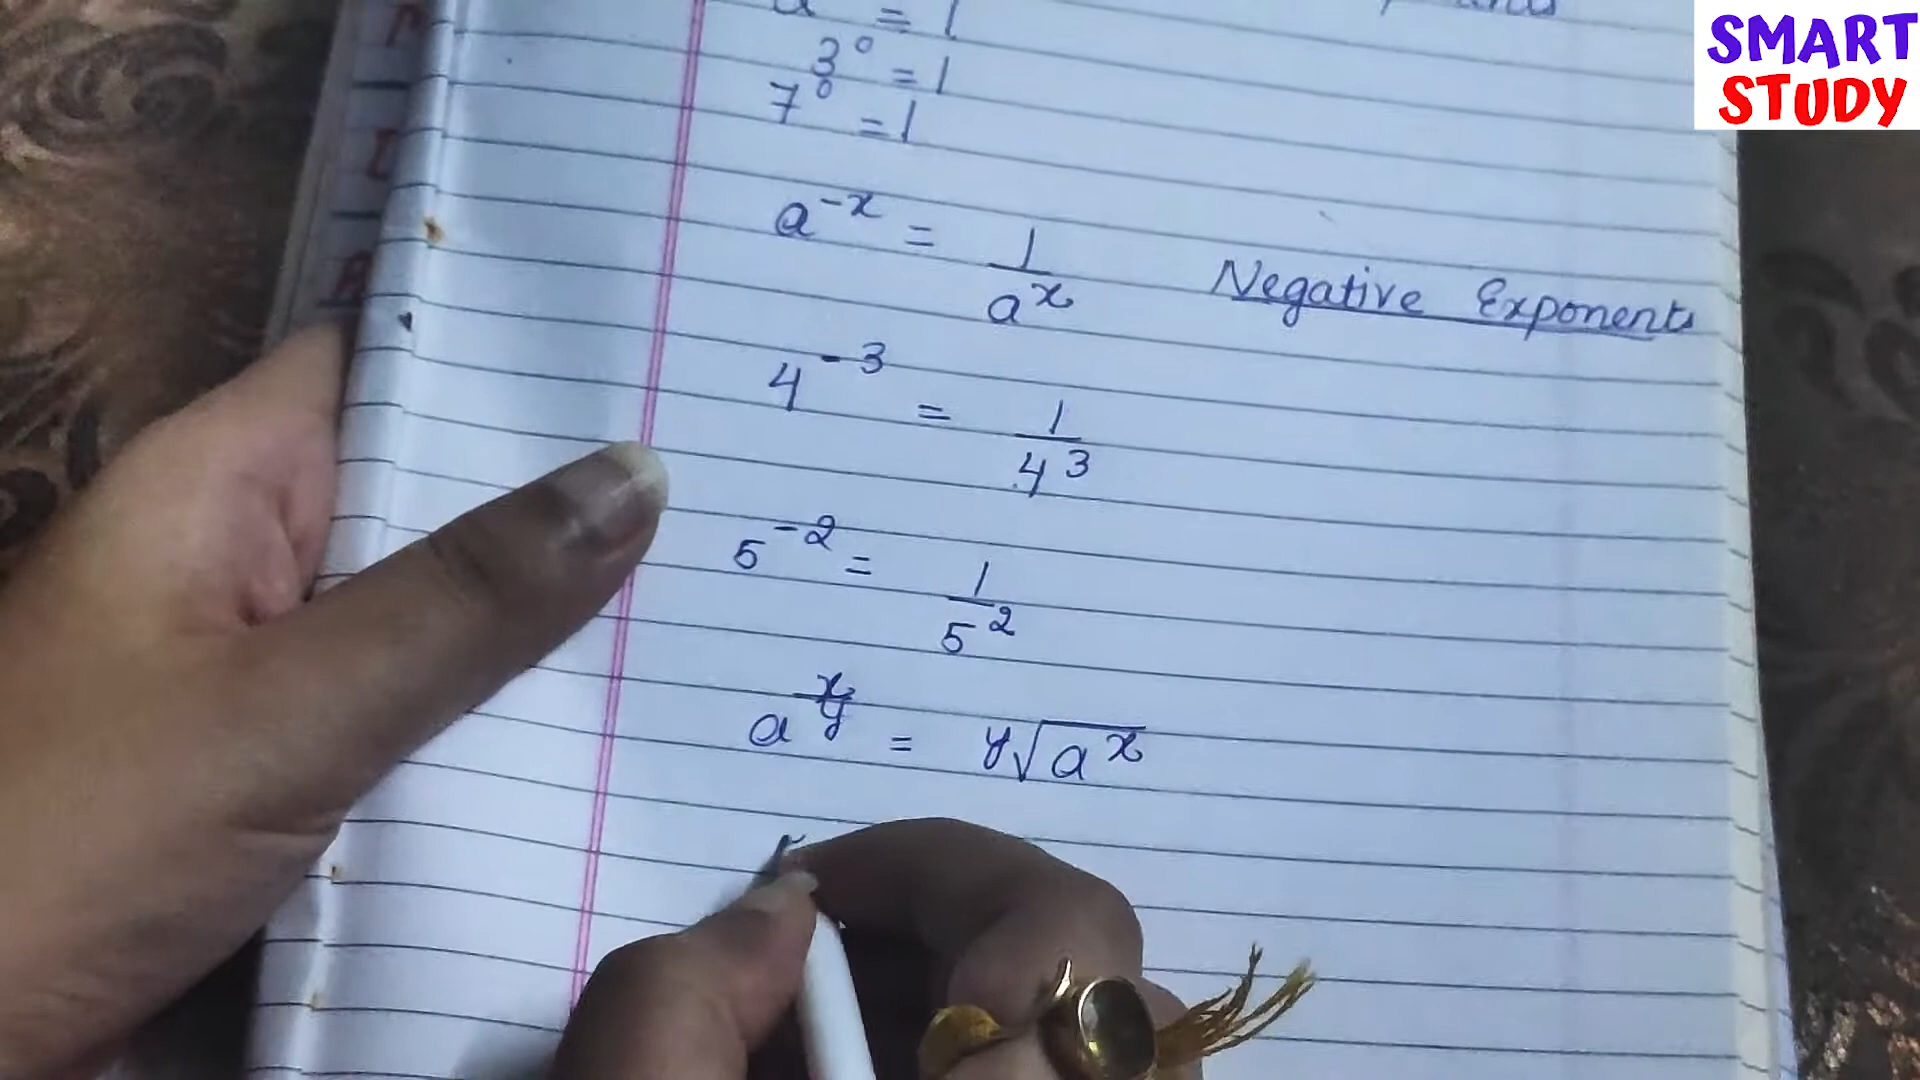 = 1
3⁰ = 1
7⁰ = 1
a⁻ˣ = 1/aˣ Negative Exponents
4⁻³ = 1/4³
5⁻² = 1/5²
a^(x/y) = ʸ√aˣ
SMART
STUDY